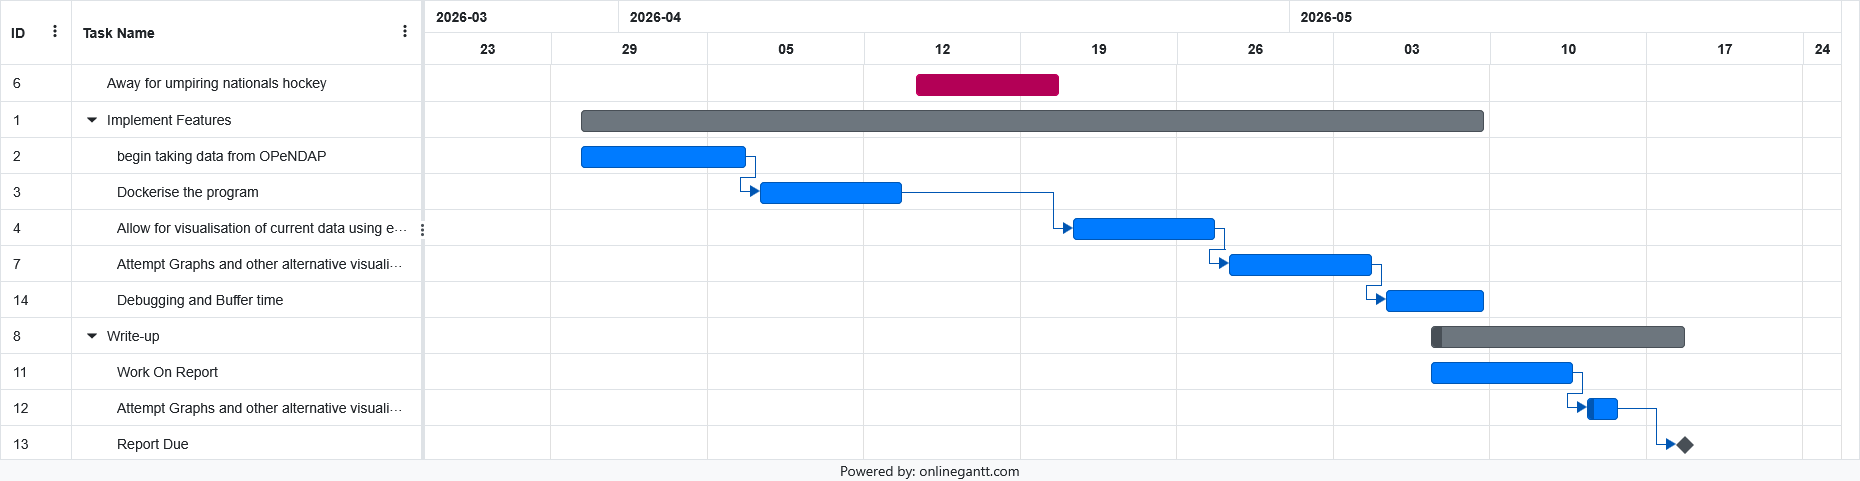 2026-03 2026-04 2026-05
ID Task Name
23 29 05 12 19 26 03 10 17 24
6 Away for umpiring nationals hockey
1 Implement Features
2 begin taking data from OPeNDAP
3 Dockerise the program
4 Allow for visualisation of current data using e...
7 Attempt Graphs and other alternative visuali...
14 Debugging and Buffer time
8 Write-up
11 Work On Report
12 Attempt Graphs and other alternative visuali...
13 Report Due
Powered by: onlinegantt.com